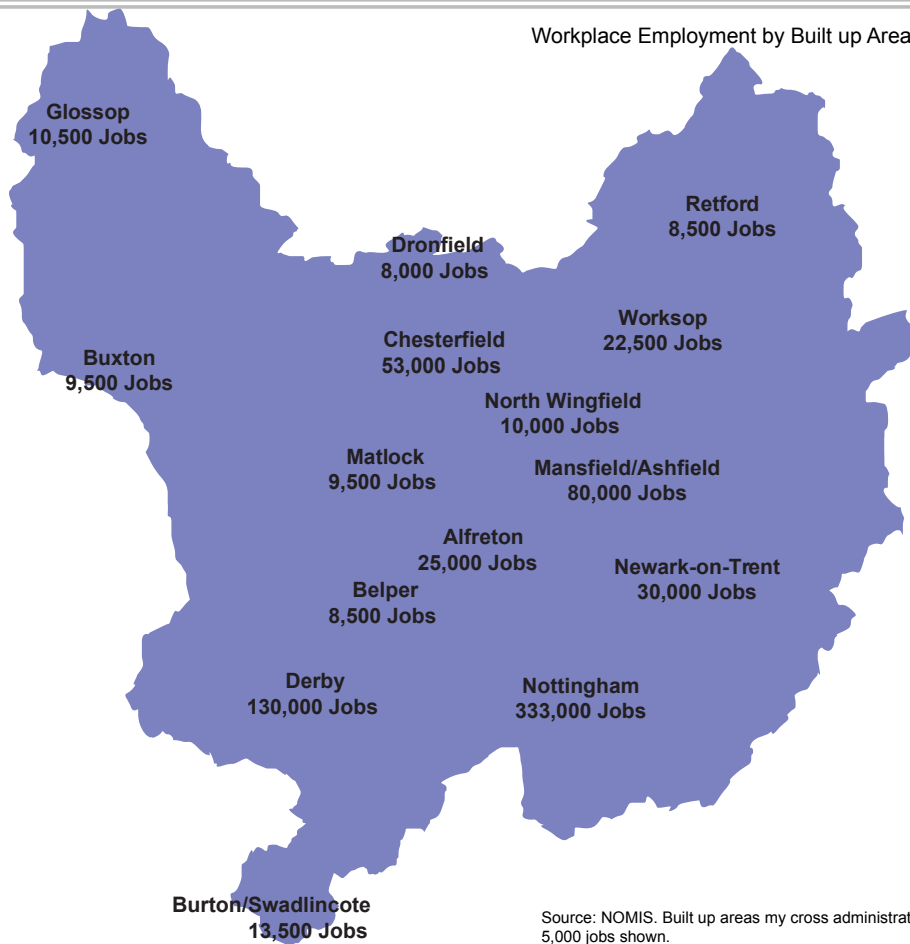 Workplace Employment by Built up Area
Glossop
10,500 Jobs
Retford
8,500 Jobs
Dronfield
8,000 Jobs
Worksop
22,500 Jobs
Chesterfield
53,000 Jobs
Buxton
9,500 Jobs
North Wingfield
10,000 Jobs
Matlock
9,500 Jobs
Mansfield/Ashfield
80,000 Jobs
Alfreton
25,000 Jobs
Newark-on-Trent
30,000 Jobs
Belper
8,500 Jobs
Derby
130,000 Jobs
Nottingham
333,000 Jobs
Burton/Swadlincote
13,500 Jobs
Source: NOMIS. Built up areas my cross administrat
5,000 jobs shown.